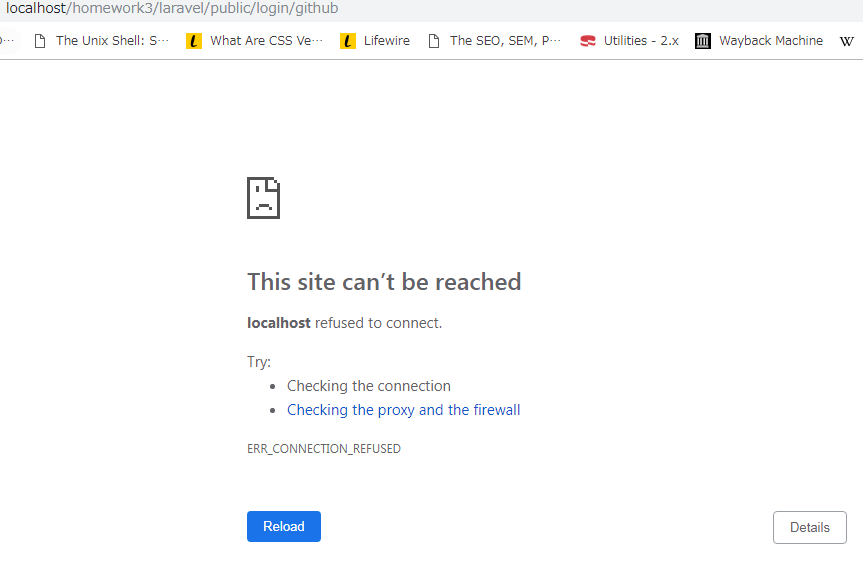 localhost/homework3/laravel/public/login/github
The Unix Shell: S··· What Are CSS Ve··· Lifewire The SEO, SEM, P··· Utilities - 2.x Wayback Machine W
This site can’t be reached
localhost refused to connect.
Try:
• Checking the connection
• Checking the proxy and the firewall
ERR_CONNECTION_REFUSED
Reload Details